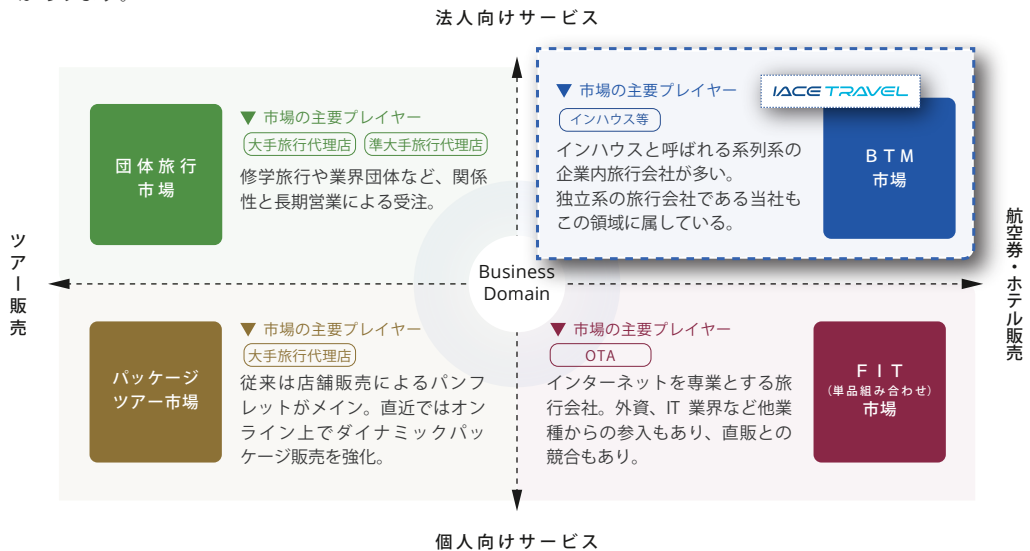 法人向けサービス
▼ 市場の主要プレイヤー
大手旅行代理店 準大手旅行代理店
団体旅行
市場
修学旅行や業界団体など、関係
性と長期営業による受注。
▼ 市場の主要プレイヤー
IACE TRAVEL
インハウス等
インハウスと呼ばれる系列系の
企業内旅行会社が多い。
独立系の旅行会社である当社も
この領域に属している。
BTM
市場
ツアー販売
Business
Domain
航空券・ホテル販売
▼ 市場の主要プレイヤー
大手旅行代理店
パッケージ
ツアー市場
従来は店舗販売によるパンフ
レットがメイン。直近ではオン
ライン上でダイナミックパッ
ケージ販売を強化。
▼ 市場の主要プレイヤー
OTA
インターネットを専業とする旅
行会社。外資、IT 業界など他業
種からの参入もあり、直販との
競合もあり。
FIT
(単品組み合わせ)
市場
個人向けサービス